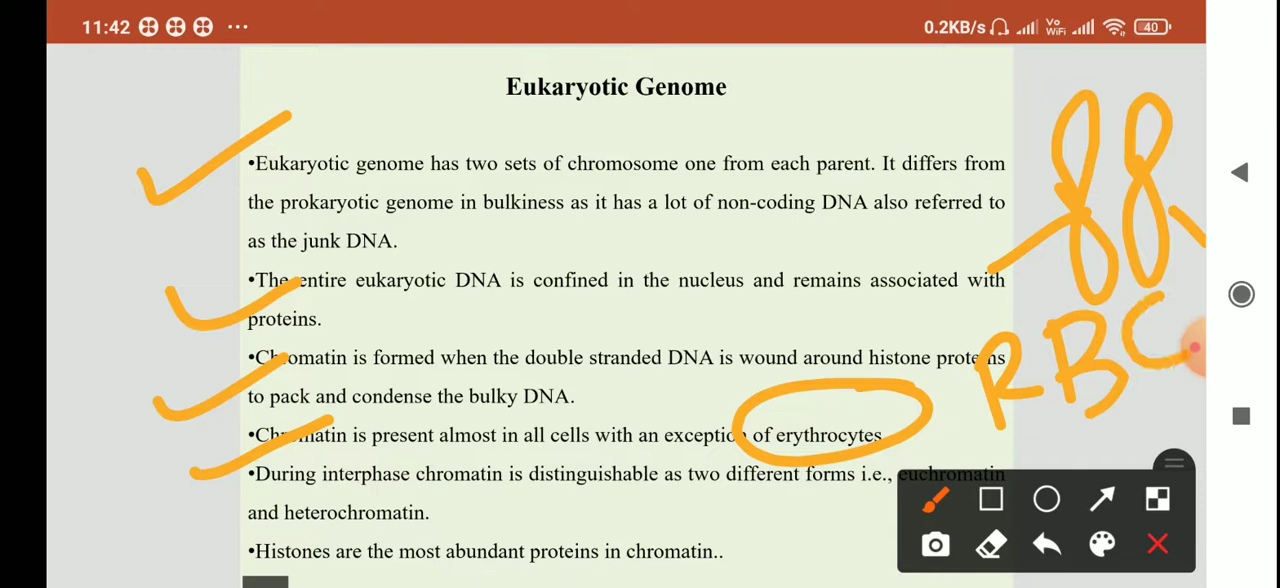 11:42 0.2KB/s Vo WiFi 40
Eukaryotic Genome
•Eukaryotic genome has two sets of chromosome one from each parent. It differs from
the prokaryotic genome in bulkiness as it has a lot of non-coding DNA also referred to
as the junk DNA.
•The entire eukaryotic DNA is confined in the nucleus and remains associated with
proteins.
•Chromatin is formed when the double stranded DNA is wound around histone proteins
to pack and condense the bulky DNA.
RBC
•Chromatin is present almost in all cells with an exception of erythrocytes.
•During interphase chromatin is distinguishable as two different forms i.e., euchromatin
and heterochromatin.
•Histones are the most abundant proteins in chromatin..